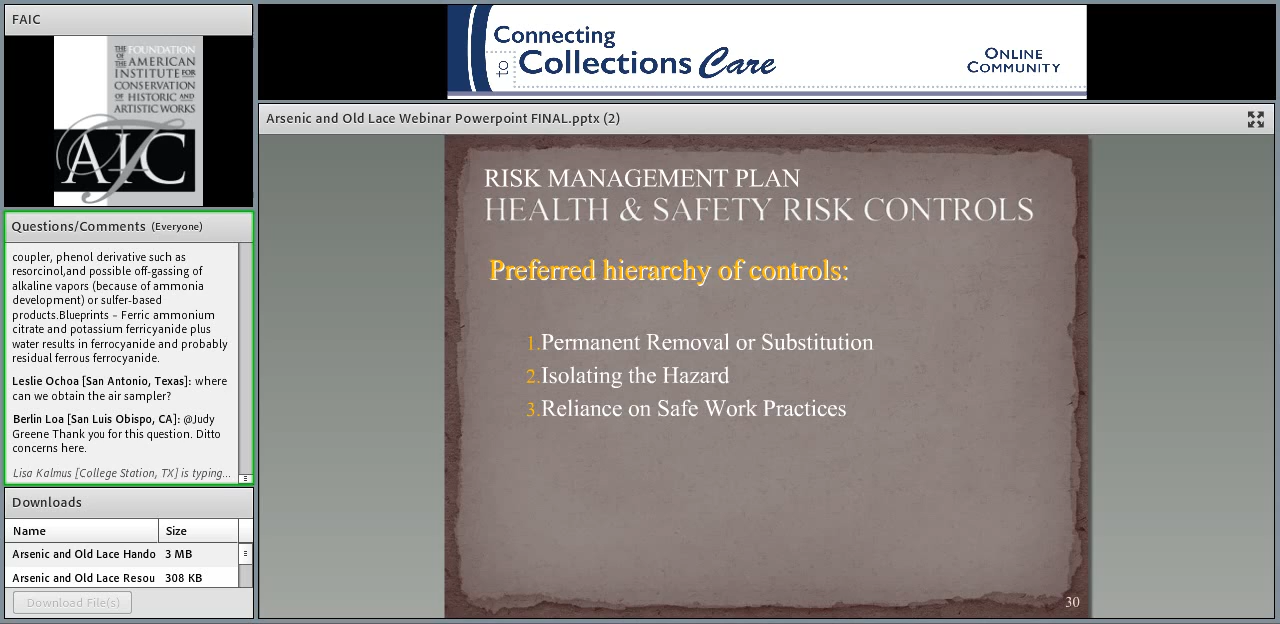 FAIC
THE FOUNDATION
OF THE AMERICAN
INSTITUTE FOR
CONSERVATION
OF HISTORIC AND
ARTISTIC WORKS
FAIC
Connecting
to Collections Care
ONLINE
COMMUNITY
Questions/Comments (Everyone)
coupler, phenol derivative such as
resorcinol,and possible off-gassing of
alkaline vapors (because of ammonia
development) or sulfer-based
products.Blueprints – Ferric ammonium
citrate and potassium ferricyanide plus
water results in ferrocyanide and probably
residual ferrous ferrocyanide.
Leslie Ochoa [San Antonio, Texas]: where
can we obtain the air sampler?
Berlin Loa [San Luis Obispo, CA]: @Judy
Greene Thank you for this question. Ditto
concerns here.
Lisa Kalmus [College Station, TX] is typing...
Downloads
Name Size
Arsenic and Old Lace Hando 3 MB
Arsenic and Old Lace Resou 308 KB
Download File(s)
Arsenic and Old Lace Webinar Powerpoint FINAL.pptx (2)
RISK MANAGEMENT PLAN
HEALTH & SAFETY RISK CONTROLS
Preferred hierarchy of controls:
1.Permanent Removal or Substitution
2.Isolating the Hazard
3.Reliance on Safe Work Practices
30